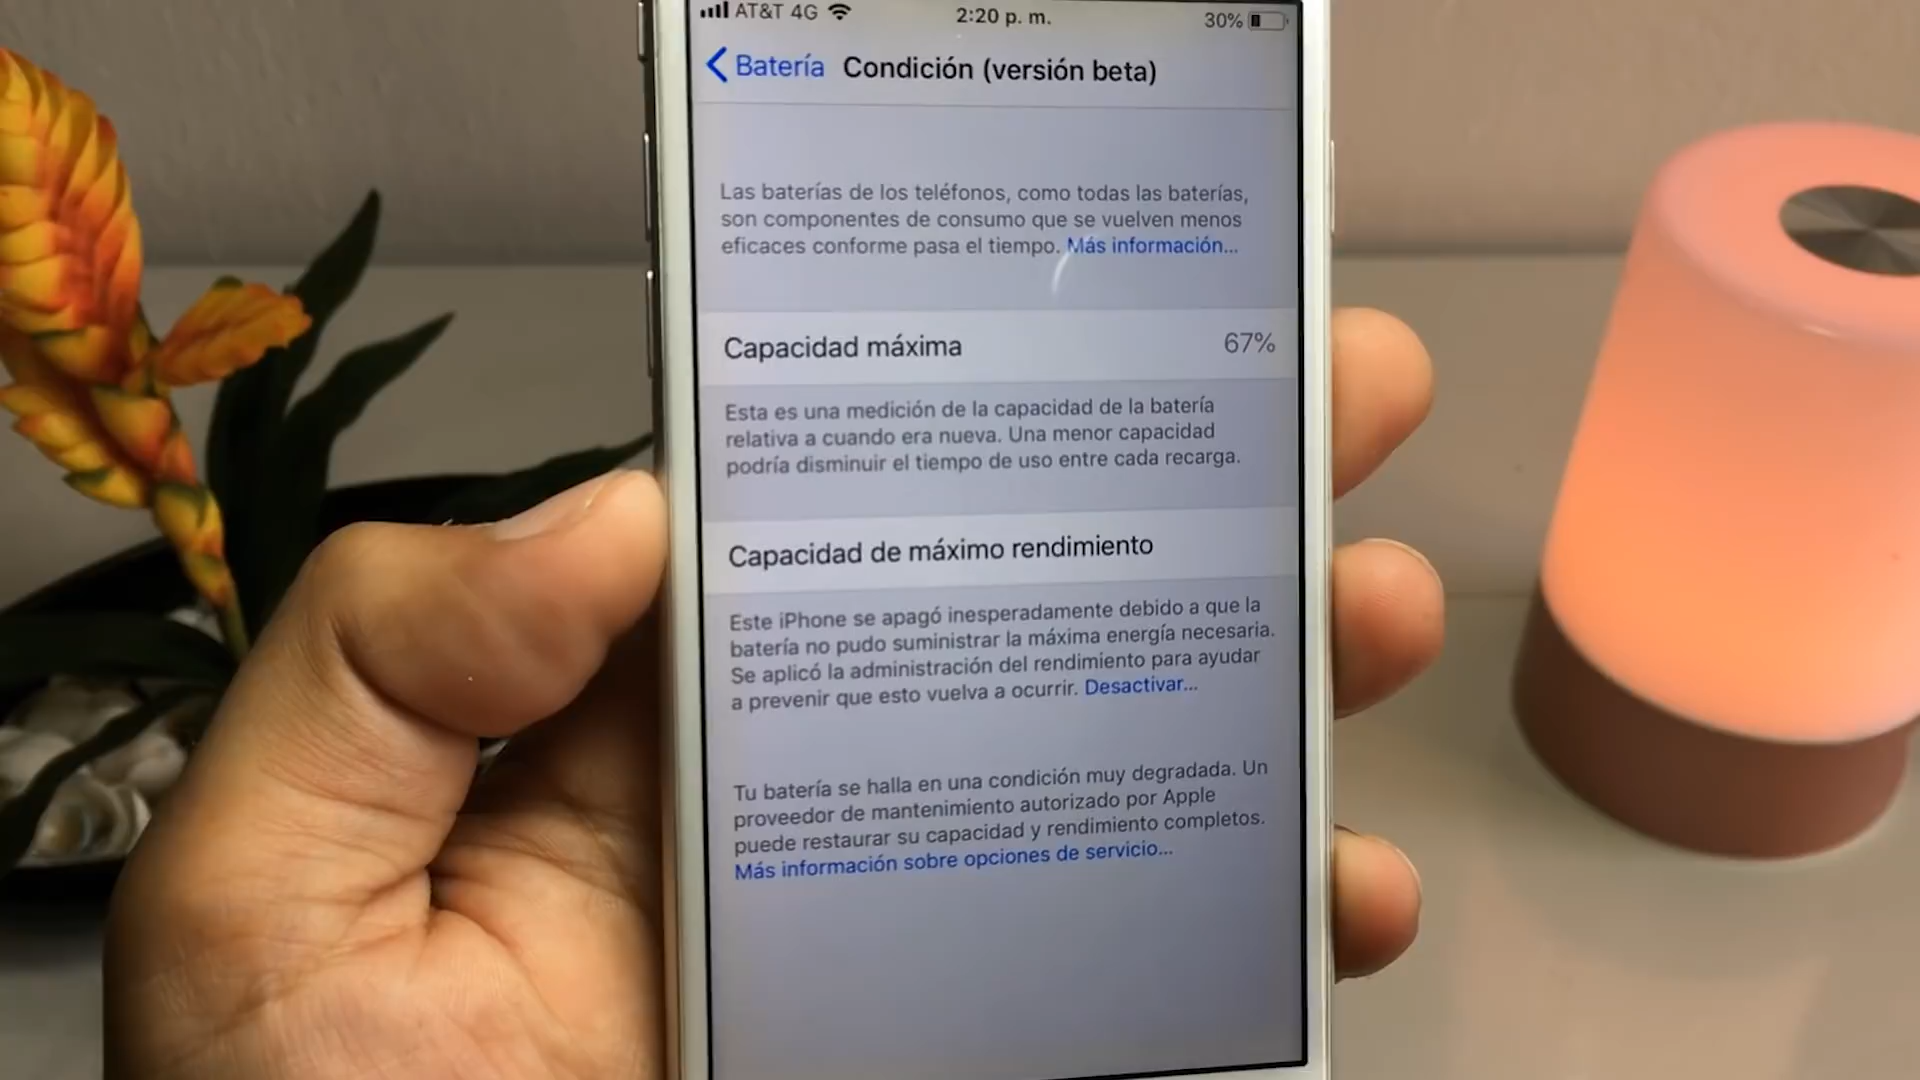 AT&T 4G 2:20 p. m. 30%
Batería Condición (versión beta)
Las baterías de los teléfonos, como todas las baterías,
son componentes de consumo que se vuelven menos
eficaces conforme pasa el tiempo. Más información...
Capacidad máxima 67%
Esta es una medición de la capacidad de la batería
relativa a cuando era nueva. Una menor capacidad
podría disminuir el tiempo de uso entre cada recarga.
Capacidad de máximo rendimiento
Este iPhone se apagó inesperadamente debido a que la
batería no pudo suministrar la máxima energía necesaria.
Se aplicó la administración del rendimiento para ayudar
a prevenir que esto vuelva a ocurrir. Desactivar...
Tu batería se halla en una condición muy degradada. Un
proveedor de mantenimiento autorizado por Apple
puede restaurar su capacidad y rendimiento completos.
Más información sobre opciones de servicio...